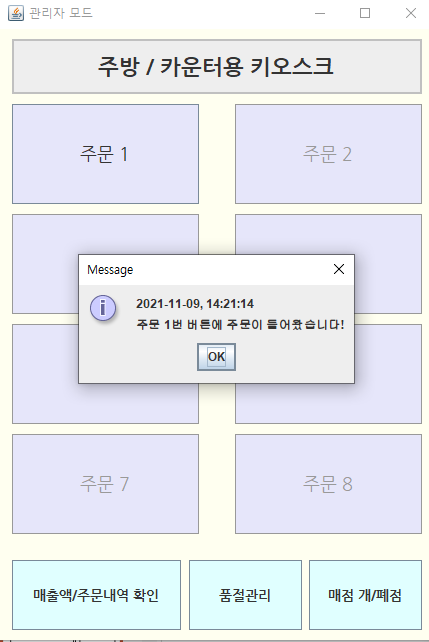 관리자 모드
주방 / 카운터용 키오스크
주문 1
주문 2
Message
2021-11-09, 14:21:14
주문 1번 버튼에 주문이 들어왔습니다!
OK
주문 7
주문 8
매출액/주문내역 확인
품절관리
매점 개/폐점